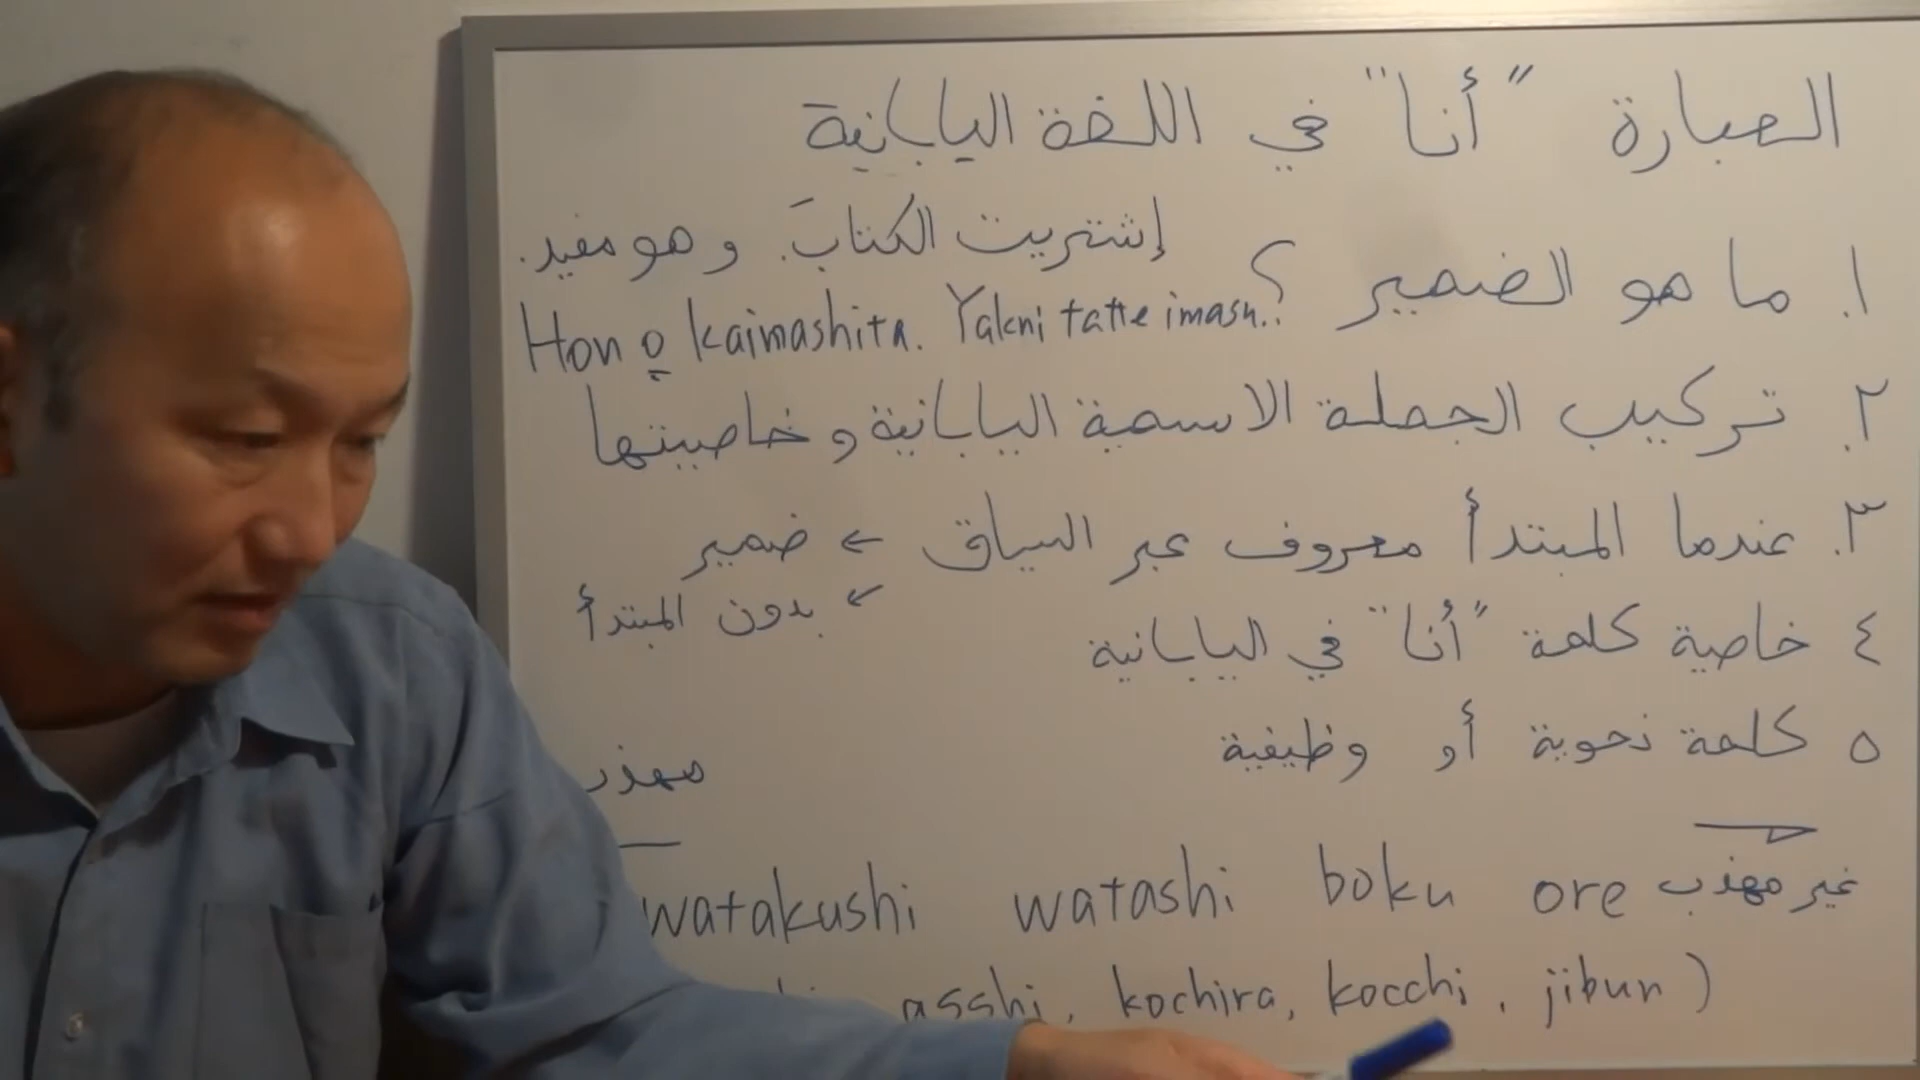 العبارة "أنا" في اللغة اليابانية
إشتريت الكتابَ. وهو مفيد.
١. ما هو الضمير؟
Hon o kaimashita. Yakni tatte imasu.
٢. تركيب الجملة الاسمية اليابانية و خاصيتها
٣. عندما المبتدأ معروف عبر السياق ← ضمير
← بدون المبتدأ
٤ خاصية كلمة "أنا" في اليابانية
٥ كلمة نحوية أو وظيفية
مهذب
غير مهذب
watakushi watashi boku ore
asshi, kochira, kocchi, jibun)